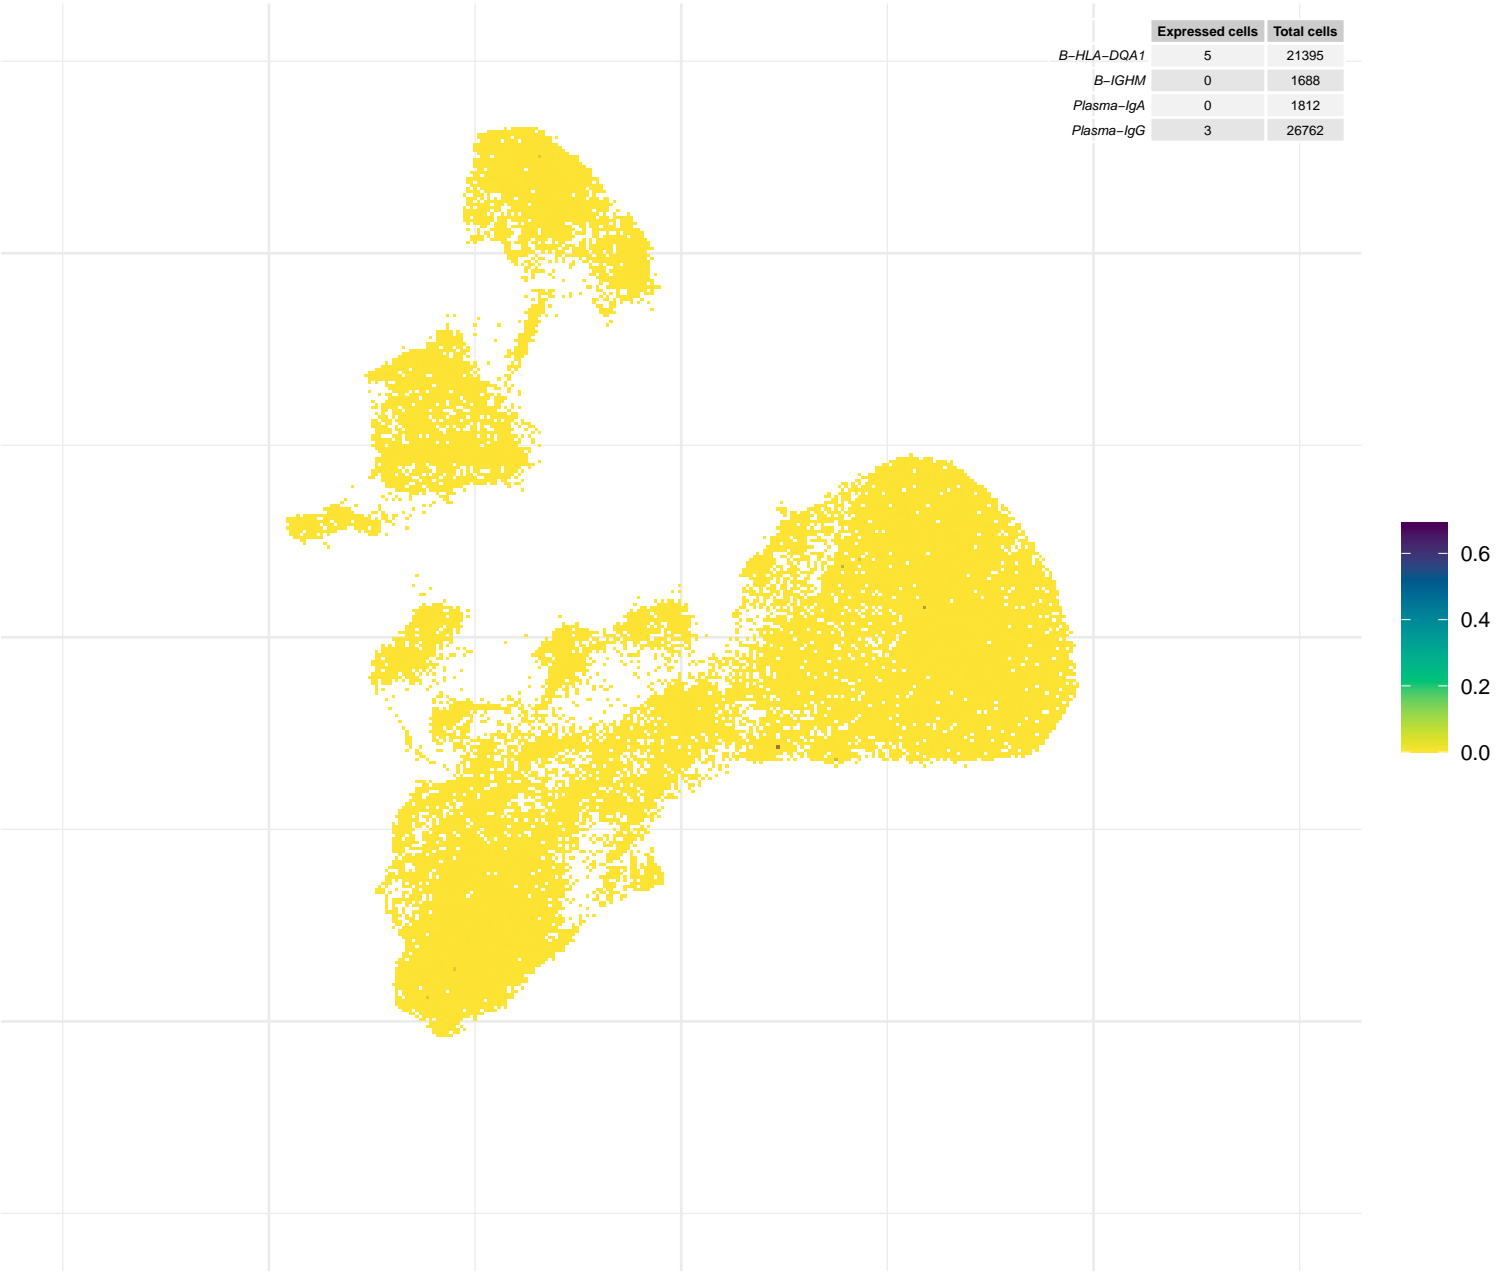 Expressed cells Total cells
B−HLA−DQA1 5 21395
B−IGHM 0 1688
Plasma−IgA 0 1812
Plasma−IgG 3 26762
0.6
0.4
0.2
0.0